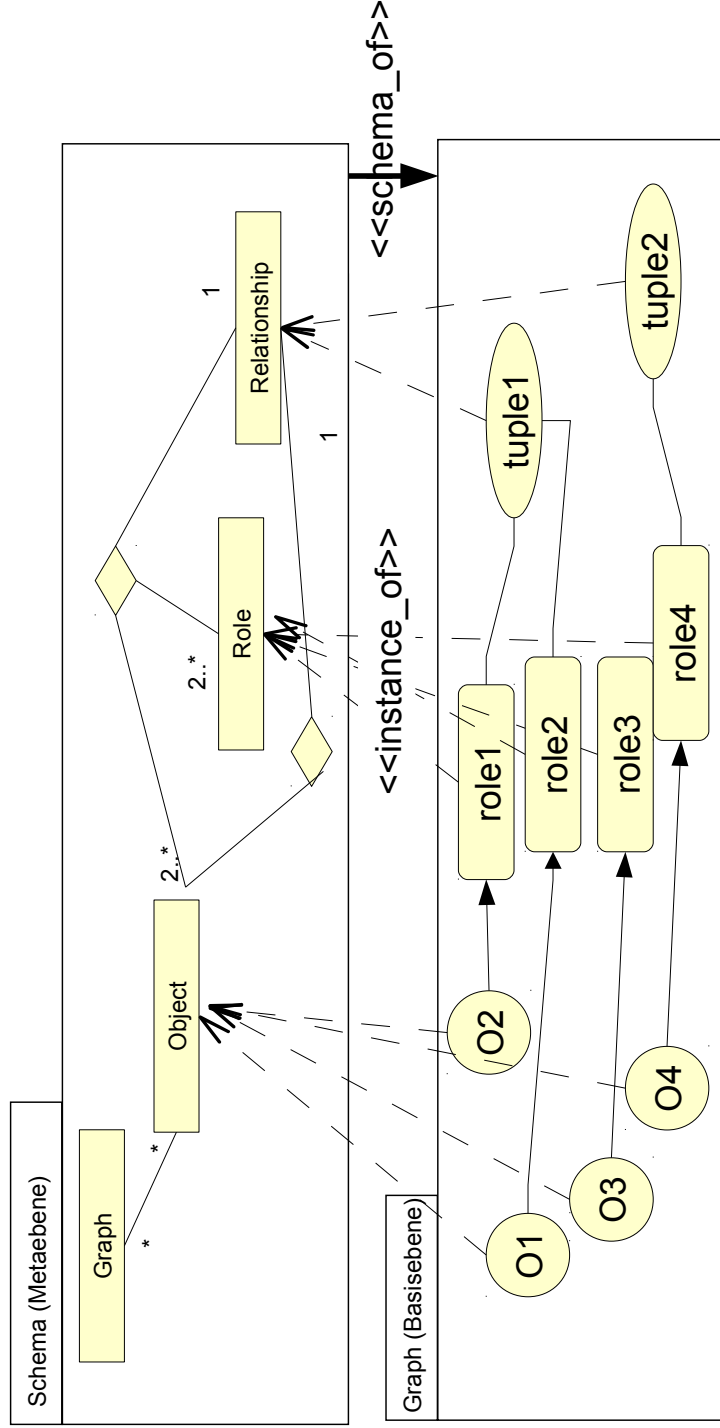 Schema (Metaebene)
Graph
*
*
Object
2..*
2..*
Role
Relationship
1
1
<<schema_of>>
<<instance_of>>
Graph (Basisebene)
O1
O2
O3
O4
role1
role2
role3
role4
tuple1
tuple2